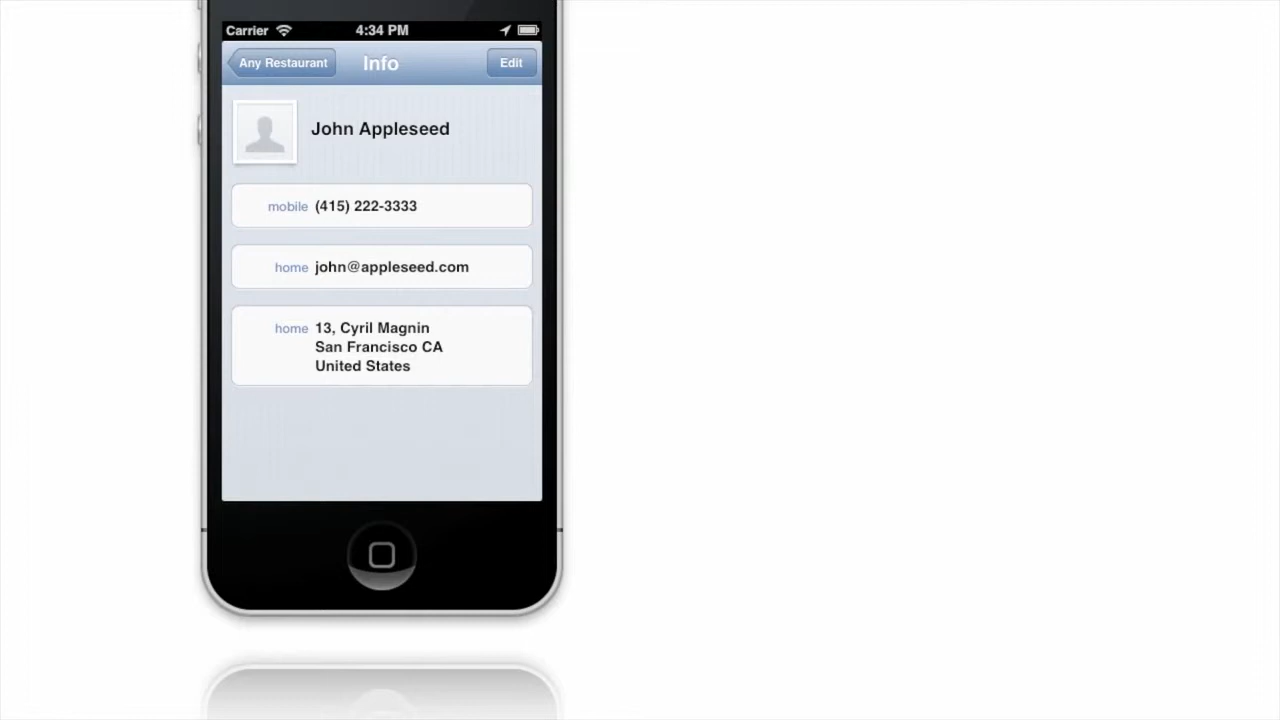 Carrier 4:34 PM
Any Restaurant Info Edit
John Appleseed
mobile (415) 222-3333
home john@appleseed.com
home 13, Cyril Magnin
San Francisco CA
United States